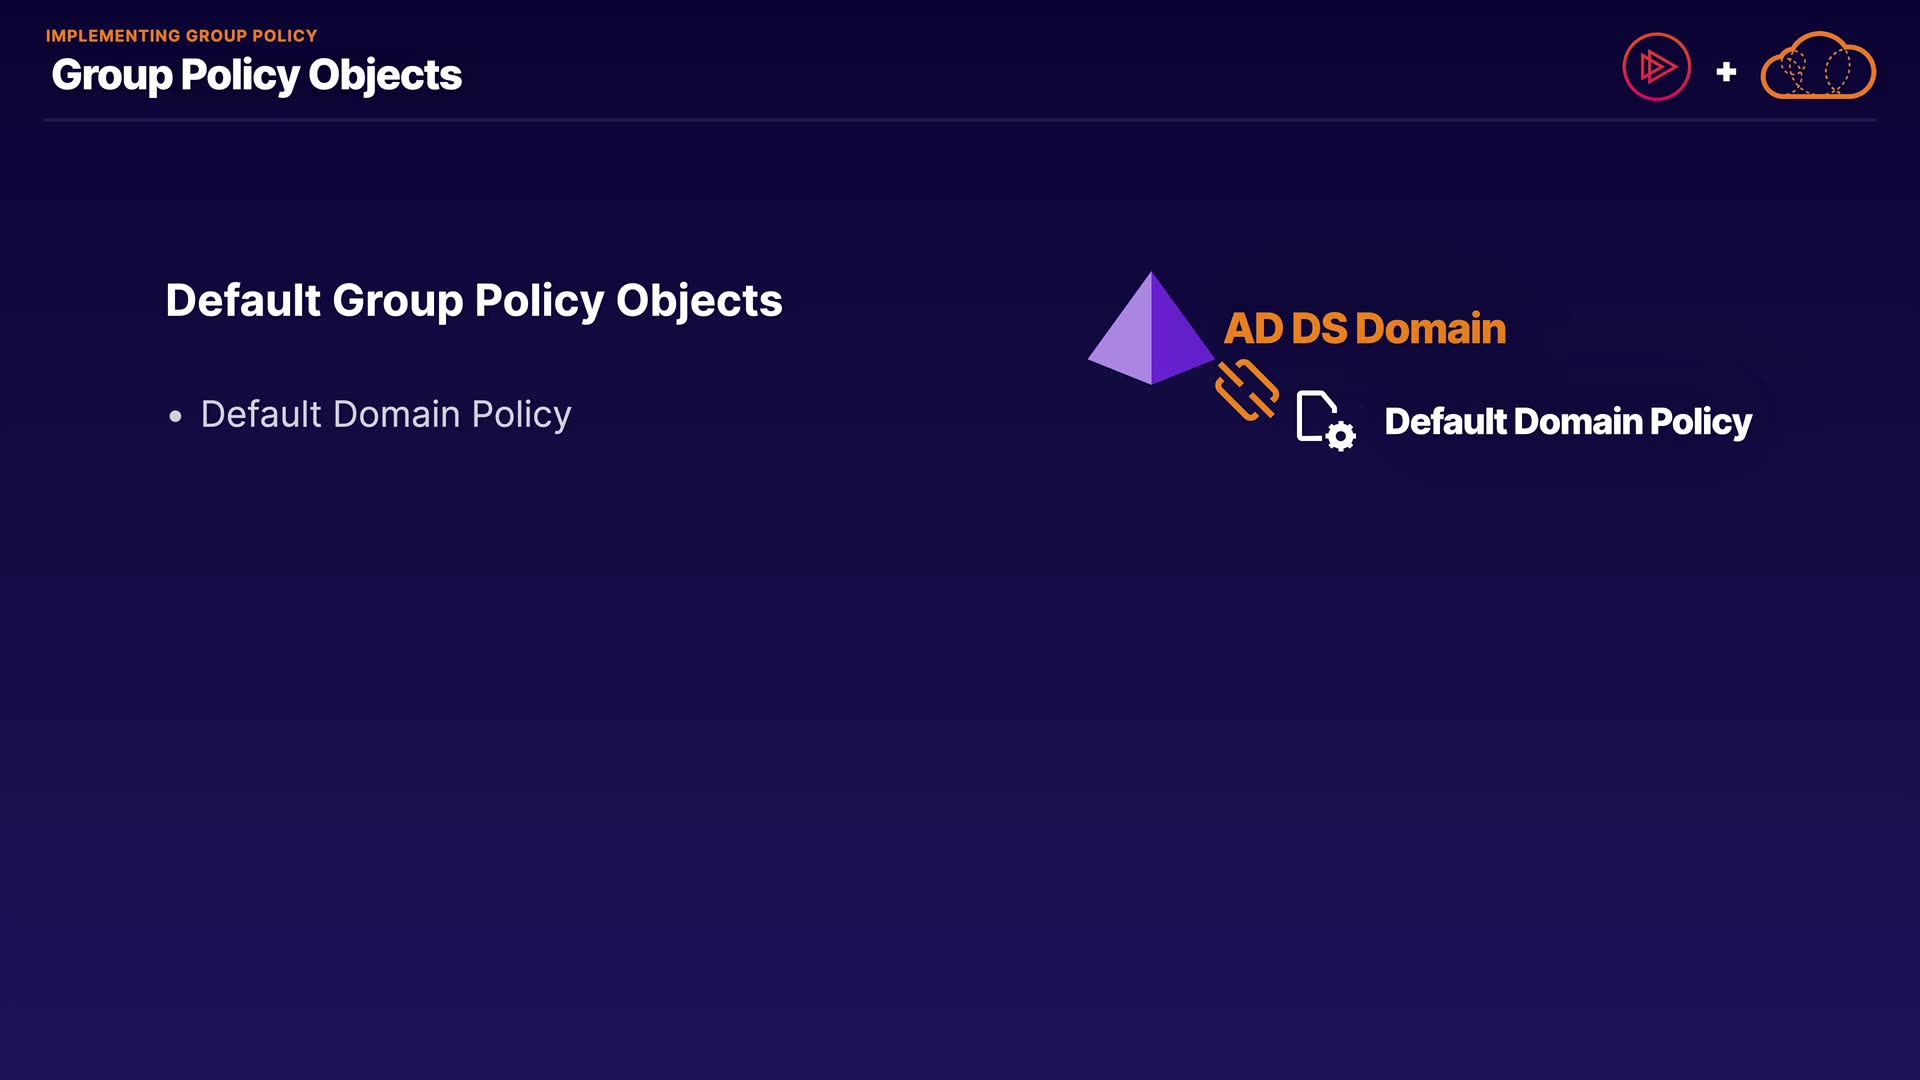 IMPLEMENTING GROUP POLICY
Group Policy Objects
+
Default Group Policy Objects
• Default Domain Policy
AD DS Domain
Default Domain Policy